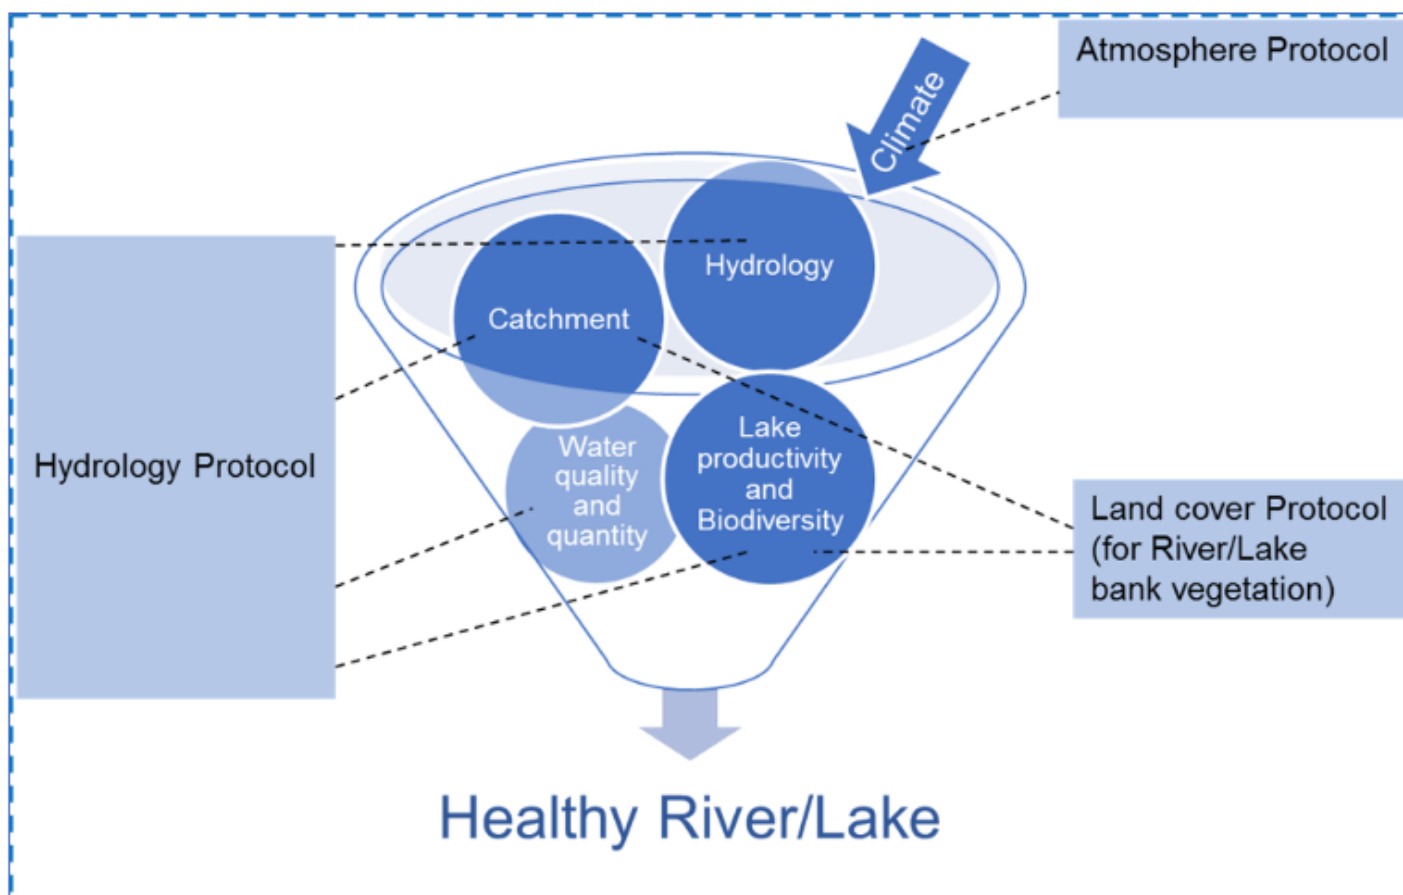 Atmosphere Protocol
Climate
Hydrology
Catchment
Hydrology Protocol
Water
quality
and
quantity
Lake
productivity
and
Biodiversity
Land cover Protocol
(for River/Lake
bank vegetation)
Healthy River/Lake